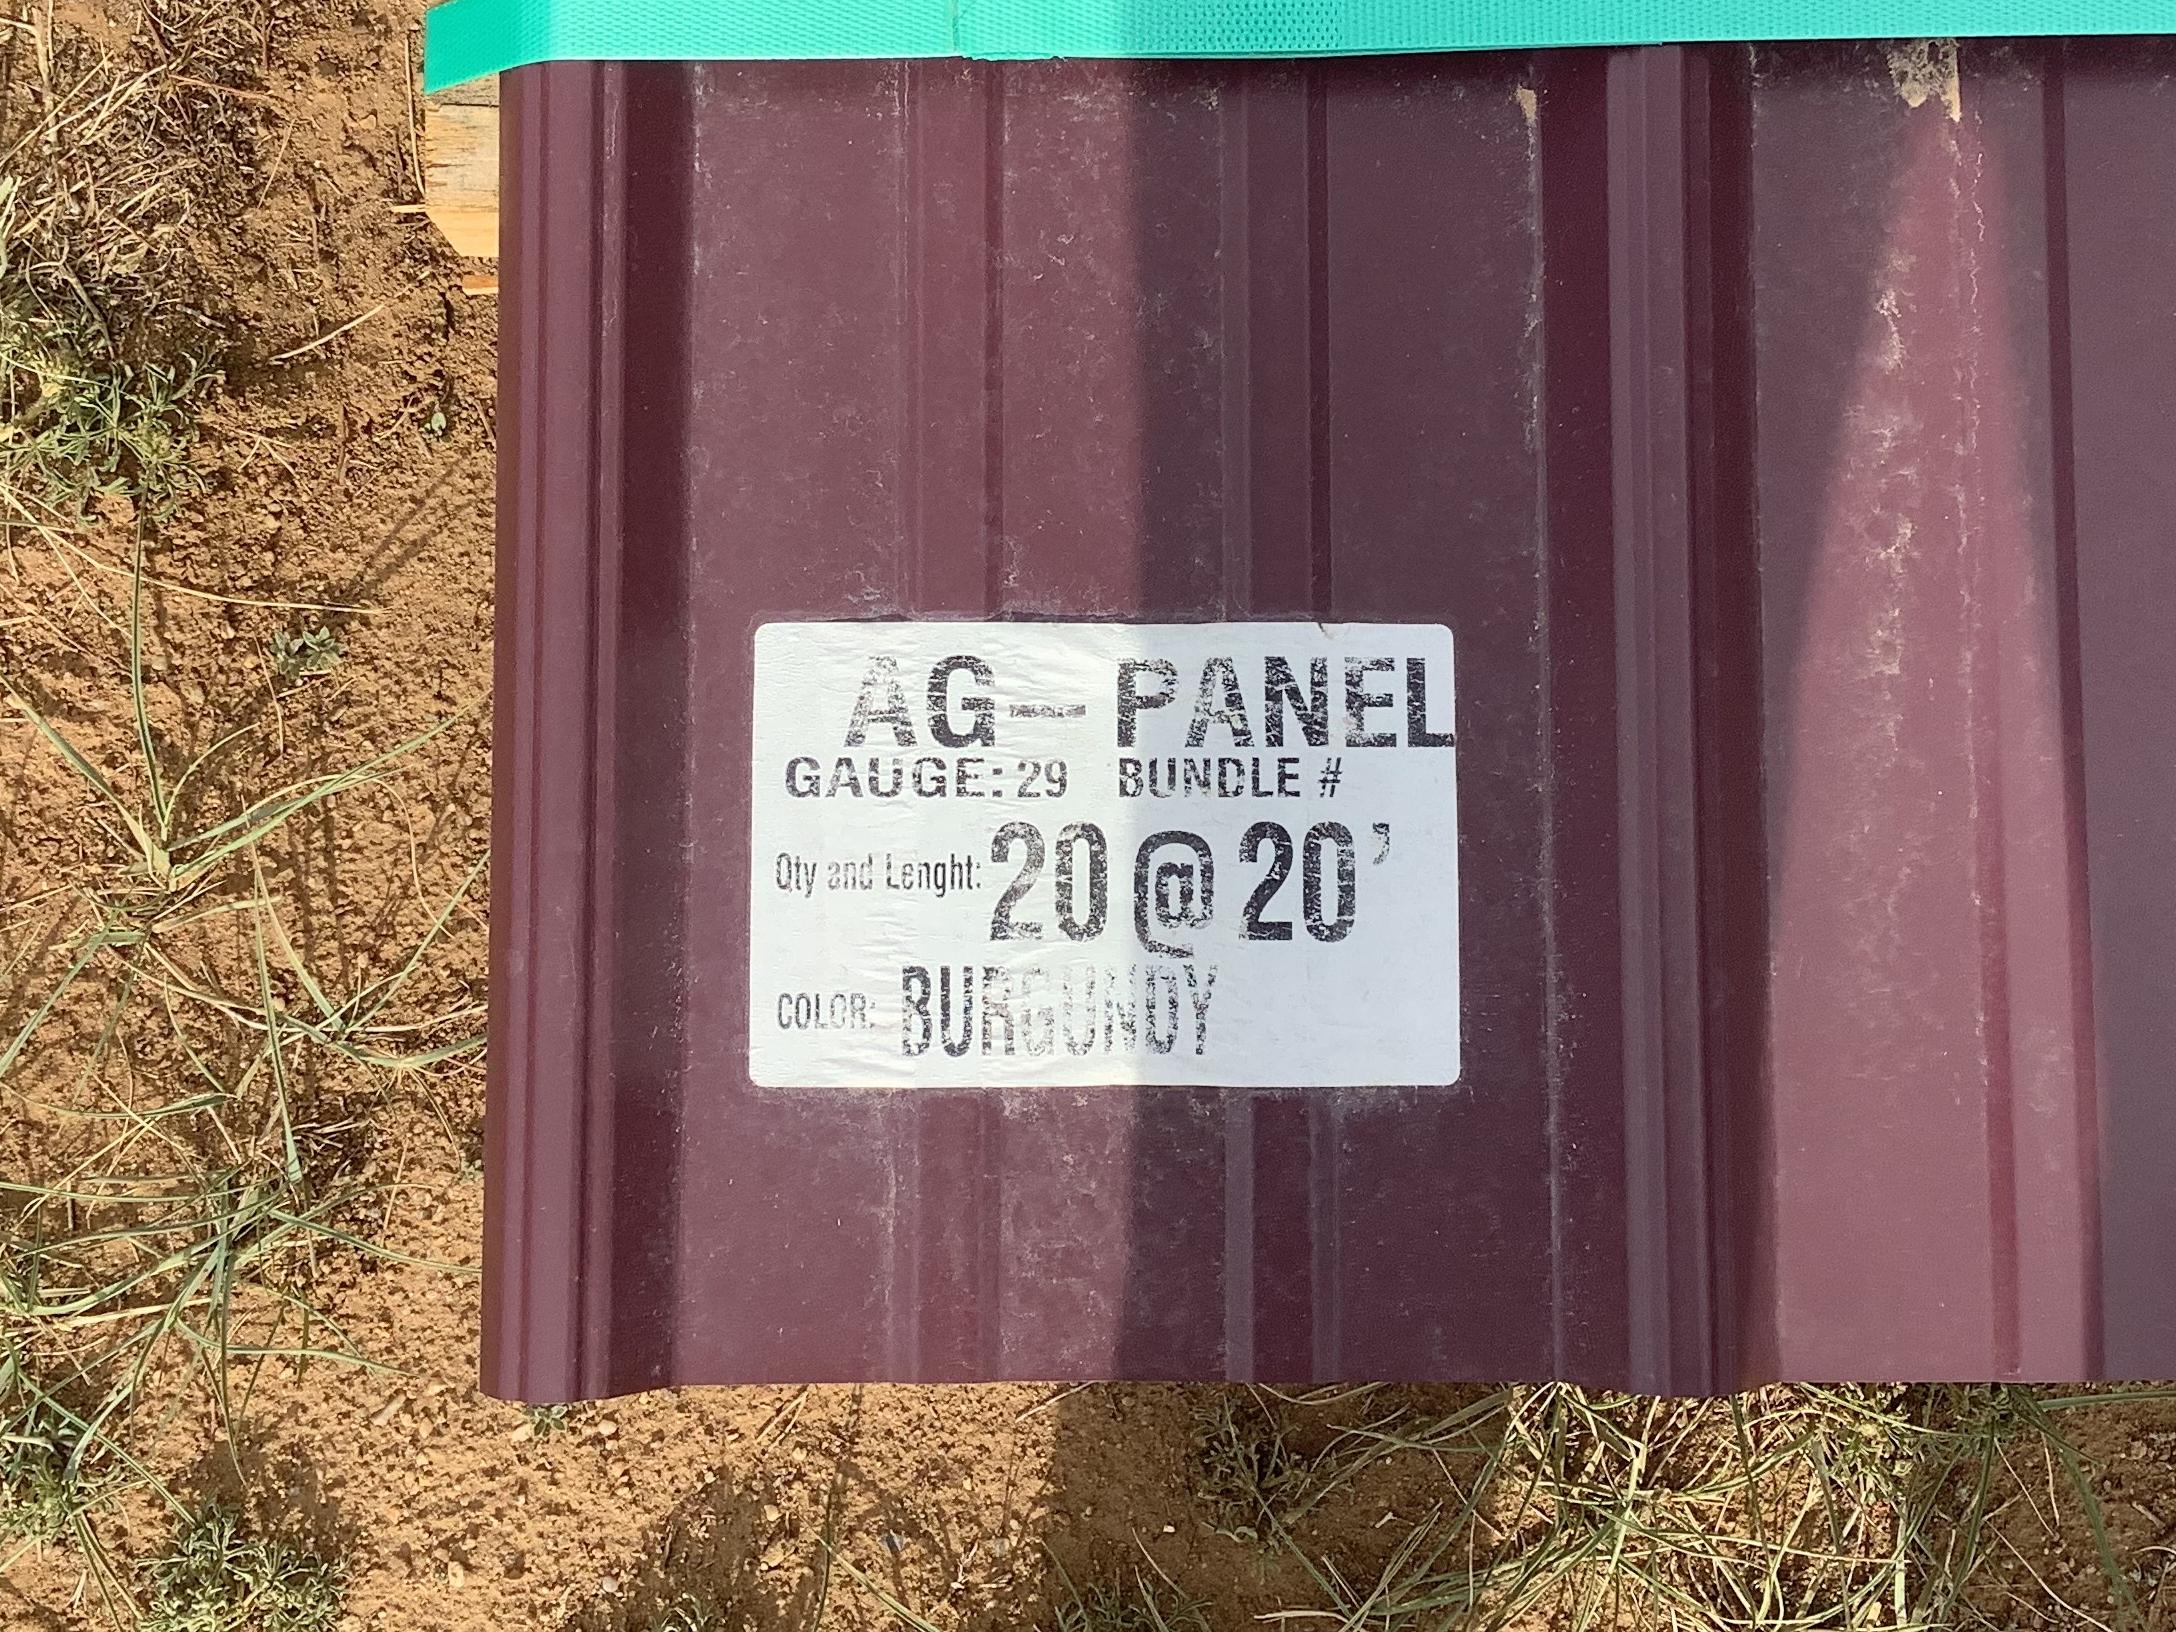 AG- PANEL
GAUGE: 29 BUNDLE #
Qty and Lenght: 20 @ 20'
COLOR: BURGUNDY